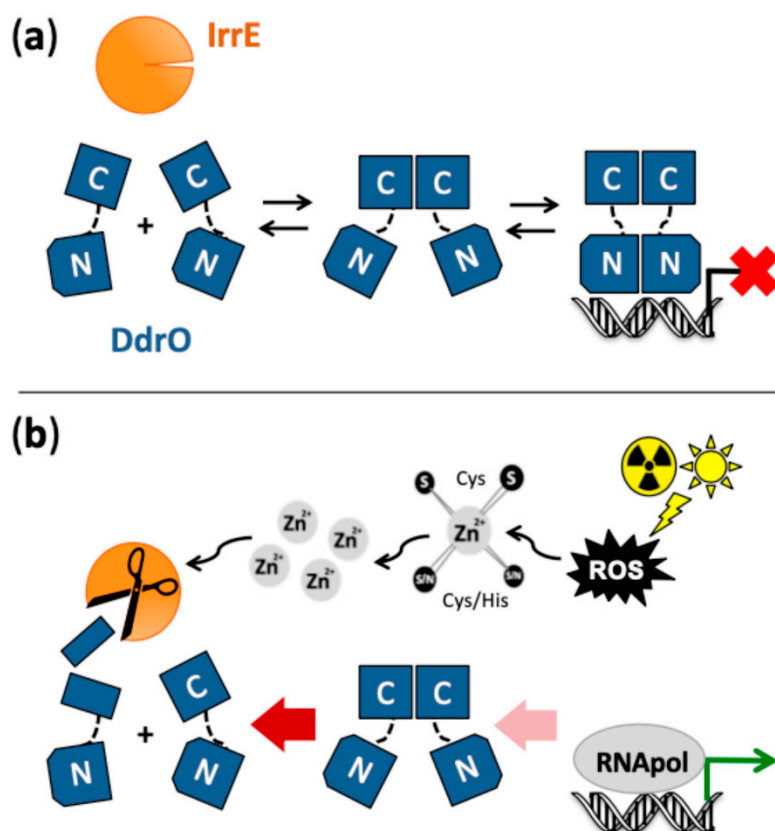 (a)
IrrE
C C C C C C
+
N N N N N N
DdrO
(b)
Cys
S S
Zn2+ Zn2+ Zn2+
Zn2+ Zn2+
ROS
S/N S/N
Cys/His
C C C
+
N N N N
RNApol